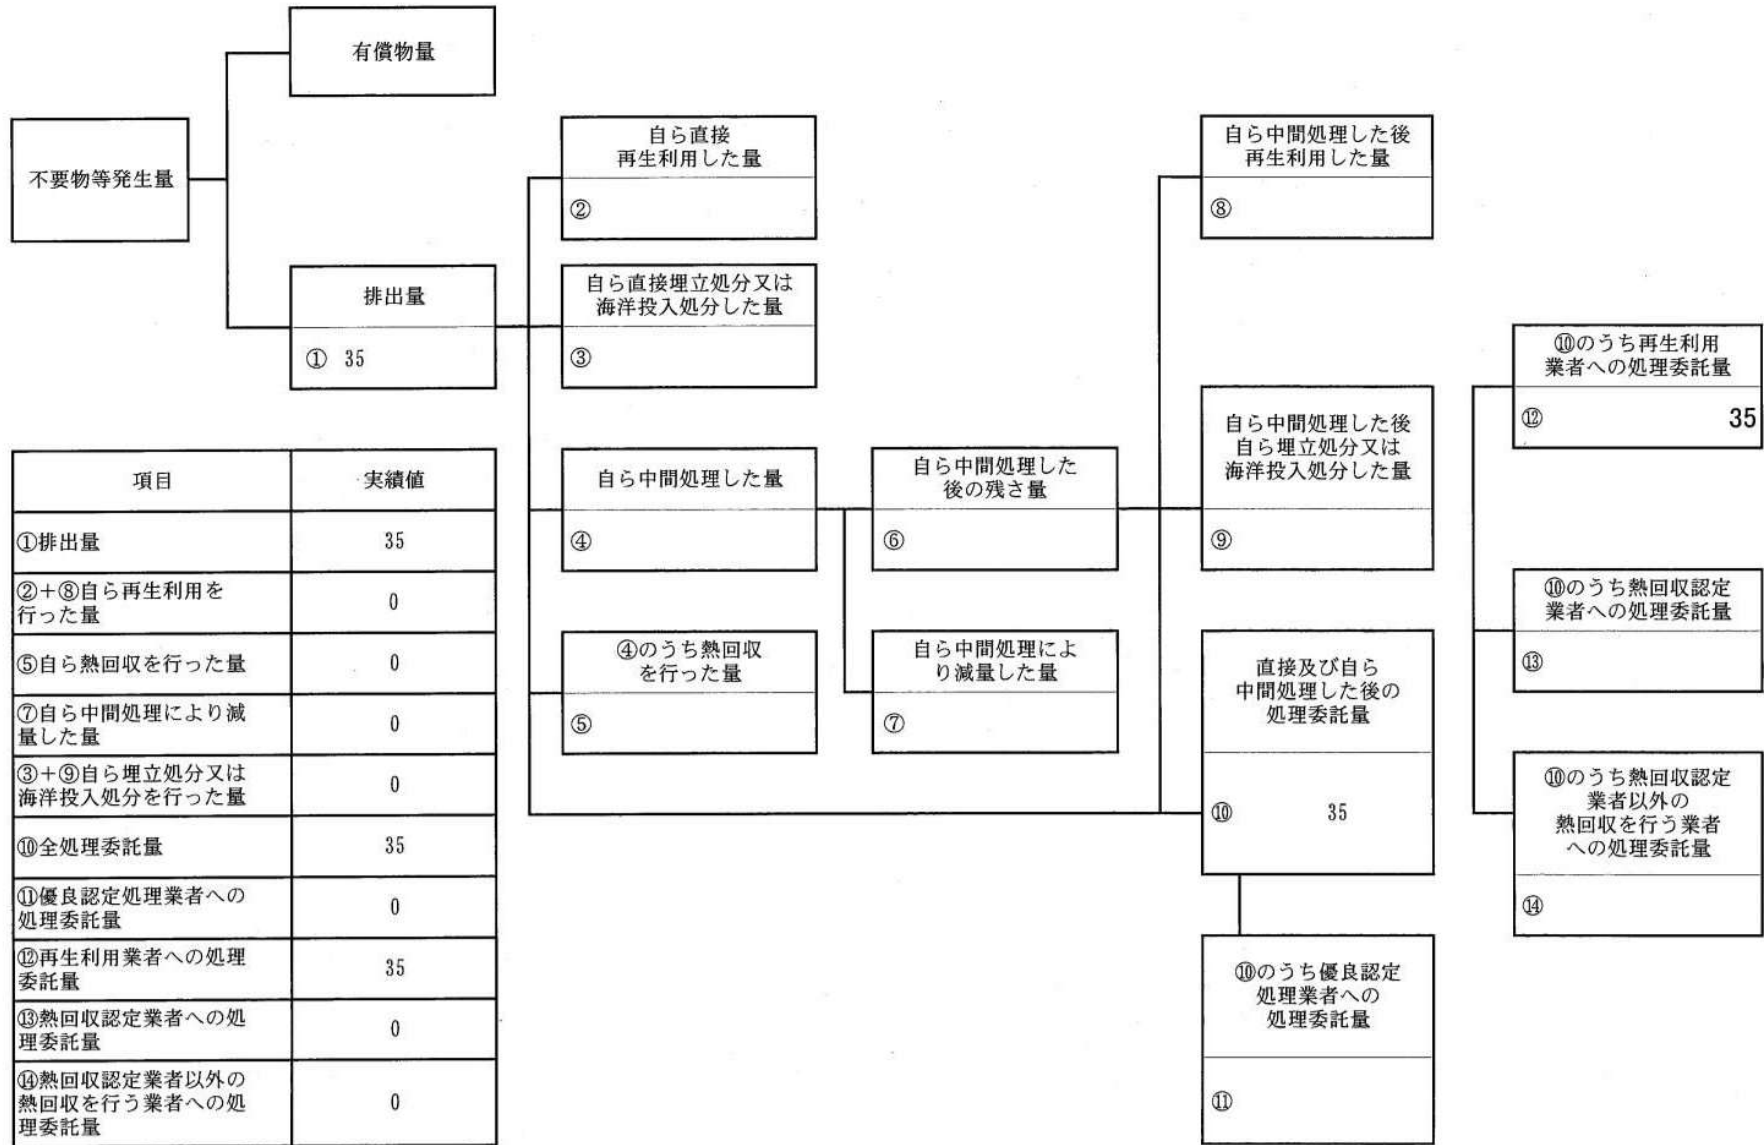 有償物量
不要物等発生量
排出量
① 35
自ら直接
再生利用した量
②
自ら直接埋立処分又は
海洋投入処分した量
③
自ら中間処理した量
④
④のうち熱回収
を行った量
⑤
自ら中間処理した
後の残さ量
⑥
自ら中間処理によ
り減量した量
⑦
自ら中間処理した後
再生利用した量
⑧
自ら中間処理した後
自ら埋立処分又は
海洋投入処分した量
⑨
直接及び自ら
中間処理した後の
処理委託量
⑩ 35
⑩のうち優良認定
処理業者への
処理委託量
⑪
⑩のうち再生利用
業者への処理委託量
⑫ 35
⑩のうち熱回収認定
業者への処理委託量
⑬
⑩のうち熱回収認定
業者以外の
熱回収を行う業者
への処理委託量
⑭
項目 実績値
①排出量 35
②+⑧自ら再生利用を
行った量 0
⑤自ら熱回収を行った量 0
⑦自ら中間処理により減
量した量 0
③+⑨自ら埋立処分又は
海洋投入処分を行った量 0
⑩全処理委託量 35
⑪優良認定処理業者への
処理委託量 0
⑫再生利用業者への処理
委託量 35
⑬熱回収認定業者への処
理委託量 0
⑭熱回収認定業者以外の
熱回収を行う業者への処
理委託量 0